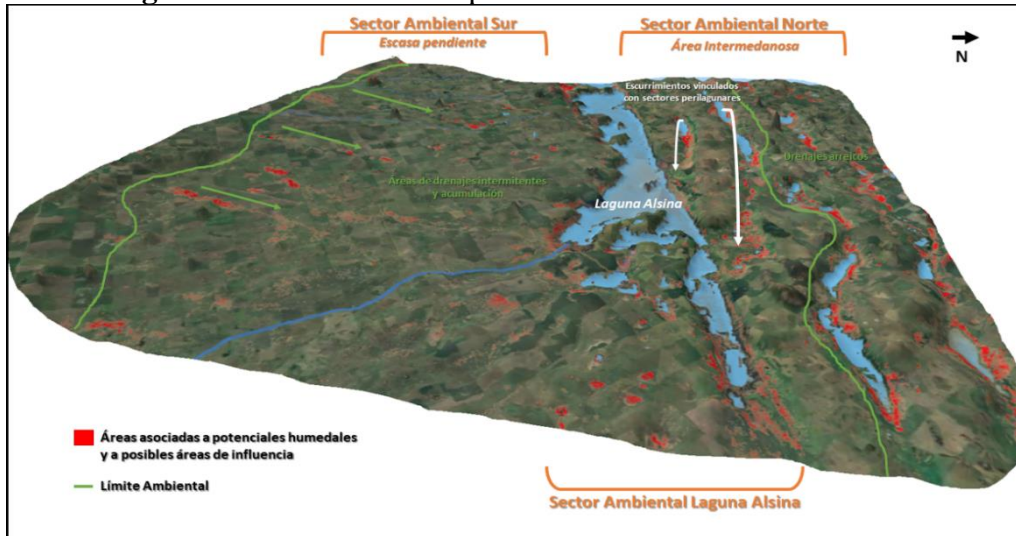 Sector Ambiental Sur
Escasa pendiente
Sector Ambiental Norte
Área Intermedanosa
N
Escurrimientos vinculados
con sectores perilagunares
Drenajes arreicos
Áreas de drenajes intermitentes
y acumulación
Laguna Alsina
Áreas asociadas a potenciales humedales
y a posibles áreas de influencia
Límite Ambiental
Sector Ambiental Laguna Alsina